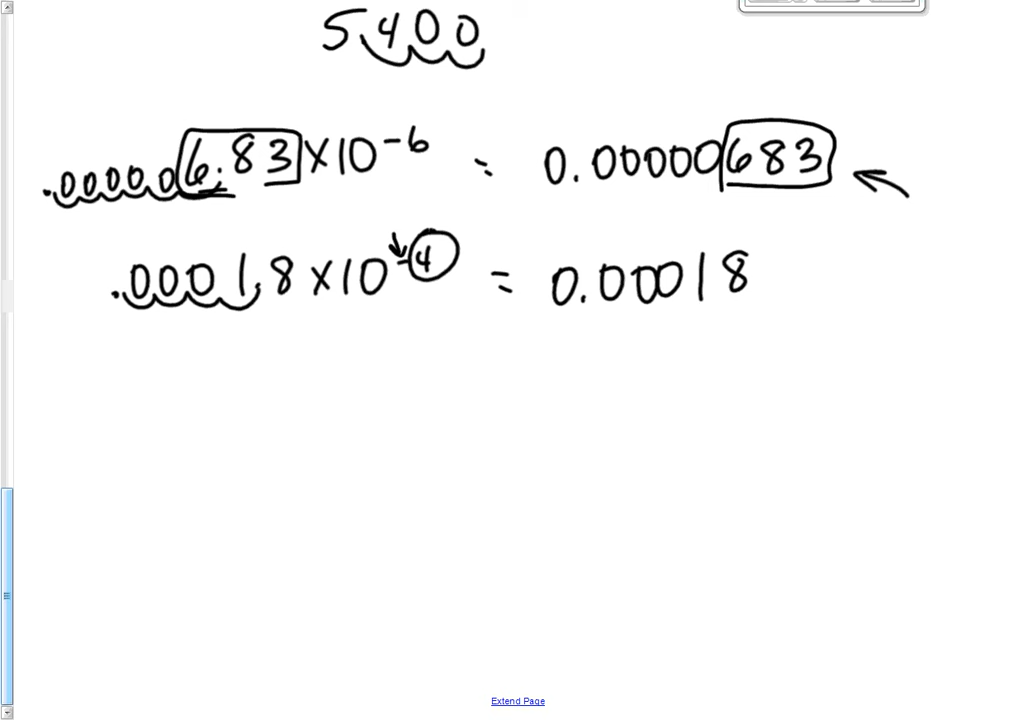 5400
.000006.83 × 10⁻⁶ = 0.00000683
.0001.8 × 10⁻⁴ = 0.00018
Extend Page